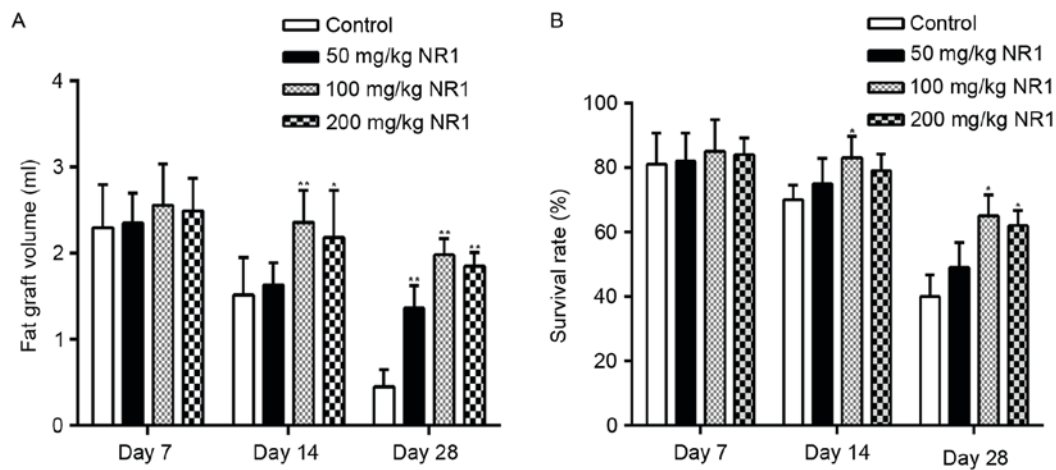 A
Control
50 mg/kg NR1
100 mg/kg NR1
200 mg/kg NR1
Fat graft volume (ml)
4
3
2
1
0
** *
** ** **
Day 7 Day 14 Day 28
B
Control
50 mg/kg NR1
100 mg/kg NR1
200 mg/kg NR1
Survival rate (%)
100
80
60
40
20
0
*
* *
Day 7 Day 14 Day 28